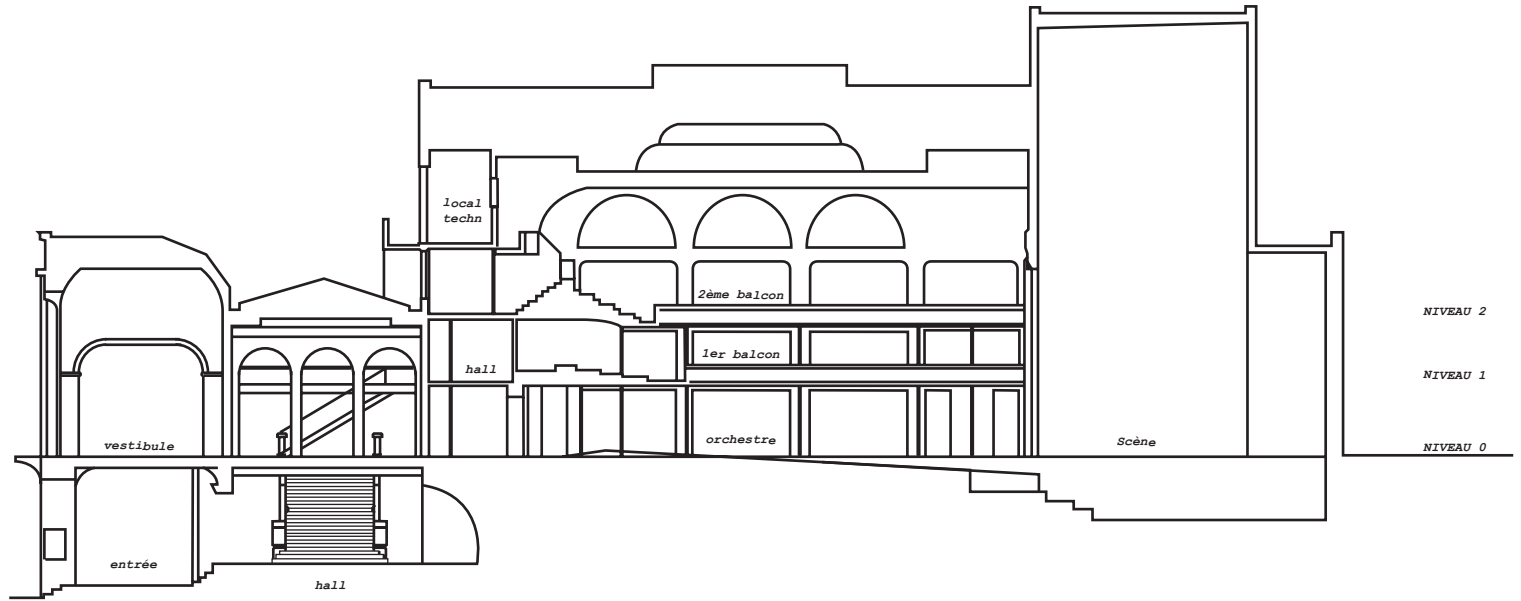 local
techn
2ème balcon
NIVEAU 2
1er balcon
hall
NIVEAU 1
vestibule
orchestre
Scène
NIVEAU 0
entrée
hall